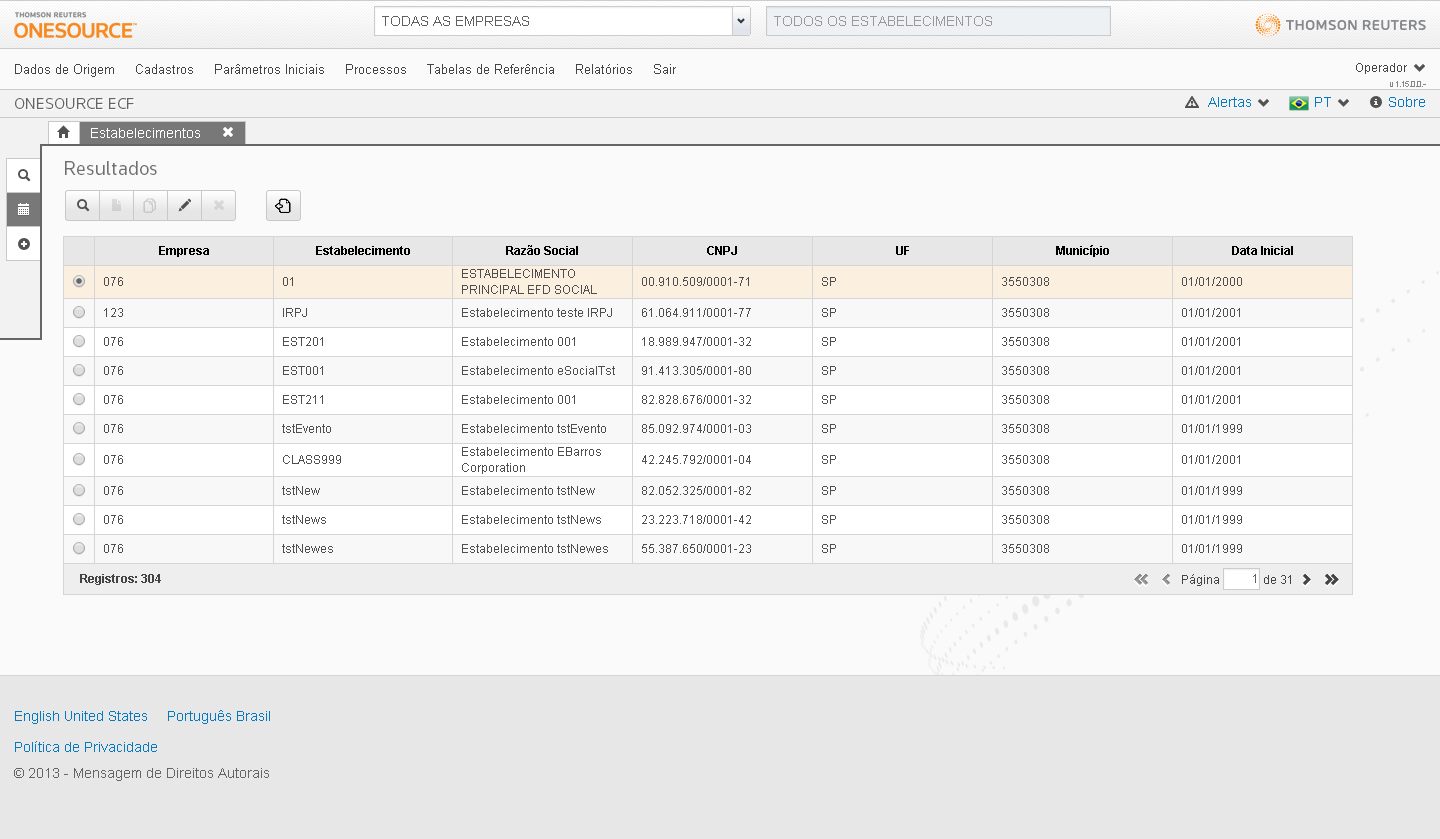 THOMSON REUTERS
ONESOURCE™
TODAS AS EMPRESAS
TODOS OS ESTABELECIMENTOS
THOMSON REUTERS
Dados de Origem Cadastros Parâmetros Iniciais Processos Tabelas de Referência Relatórios Sair
Operador
ONESOURCE ECF
Alertas PT Sobre
Estabelecimentos
Resultados
Empresa Estabelecimento Razão Social CNPJ UF Município Data Inicial
076 01 ESTABELECIMENTO PRINCIPAL EFD SOCIAL 00.910.509/0001-71 SP 3550308 01/01/2000
123 IRPJ Estabelecimento teste IRPJ 61.064.911/0001-77 SP 3550308 01/01/2001
076 EST201 Estabelecimento 001 18.989.947/0001-32 SP 3550308 01/01/2001
076 EST001 Estabelecimento eSocialTst 91.413.305/0001-80 SP 3550308 01/01/2001
076 EST211 Estabelecimento 001 82.828.676/0001-32 SP 3550308 01/01/2001
076 tstEvento Estabelecimento tstEvento 85.092.974/0001-03 SP 3550308 01/01/1999
076 CLASS999 Estabelecimento EBarros Corporation 42.245.792/0001-04 SP 3550308 01/01/2001
076 tstNew Estabelecimento tstNew 82.052.325/0001-82 SP 3550308 01/01/1999
076 tstNews Estabelecimento tstNews 23.223.718/0001-42 SP 3550308 01/01/1999
076 tstNewes Estabelecimento tstNewes 55.387.650/0001-23 SP 3550308 01/01/1999
Registros: 304
Página 1 de 31
English United States Português Brasil
Política de Privacidade
© 2013 - Mensagem de Direitos Autorais